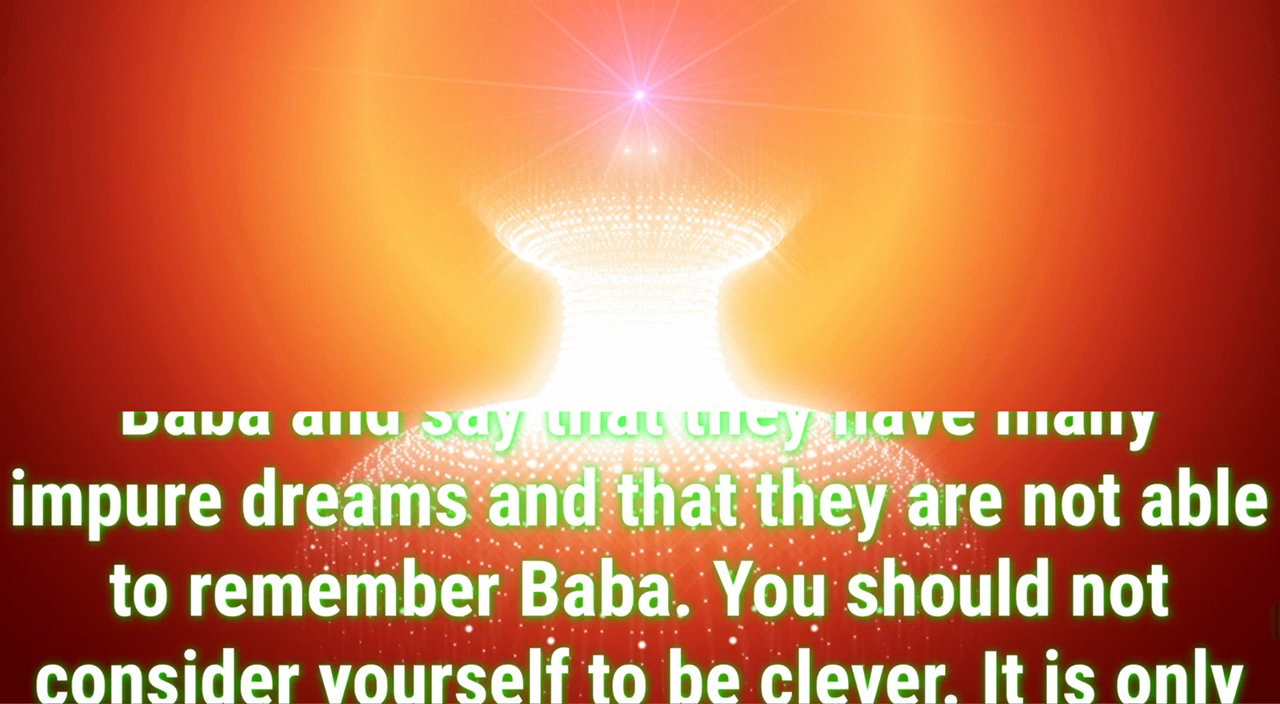 Baba and say that they have many
impure dreams and that they are not able
to remember Baba. You should not
consider yourself to be clever. It is only